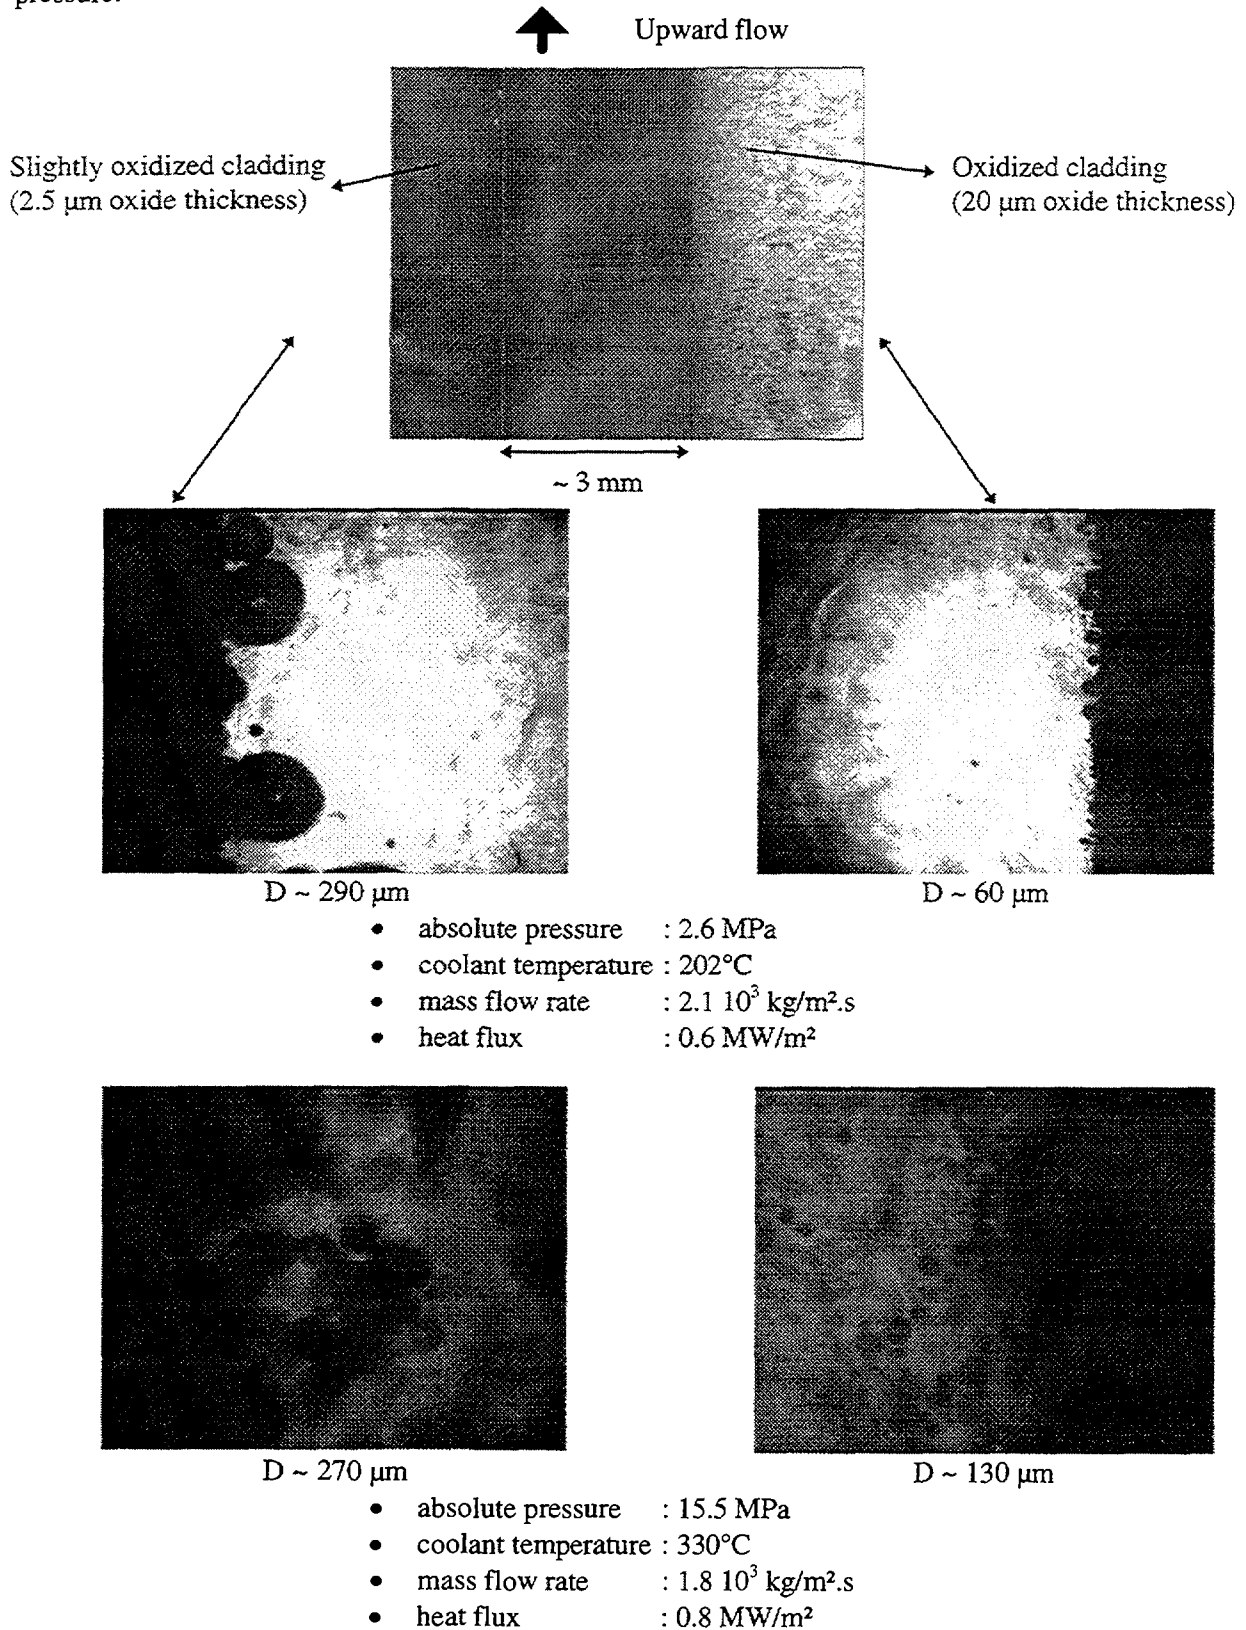 pressure.
Upward flow
Slightly oxidized cladding
(2.5 µm oxide thickness)
Oxidized cladding
(20 µm oxide thickness)
~ 3 mm
D ~ 290 µm
D ~ 60 µm
• absolute pressure : 2.6 MPa
• coolant temperature : 202°C
• mass flow rate : 2.1 10³ kg/m².s
• heat flux : 0.6 MW/m²
D ~ 270 µm
D ~ 130 µm
• absolute pressure : 15.5 MPa
• coolant temperature : 330°C
• mass flow rate : 1.8 10³ kg/m².s
• heat flux : 0.8 MW/m²